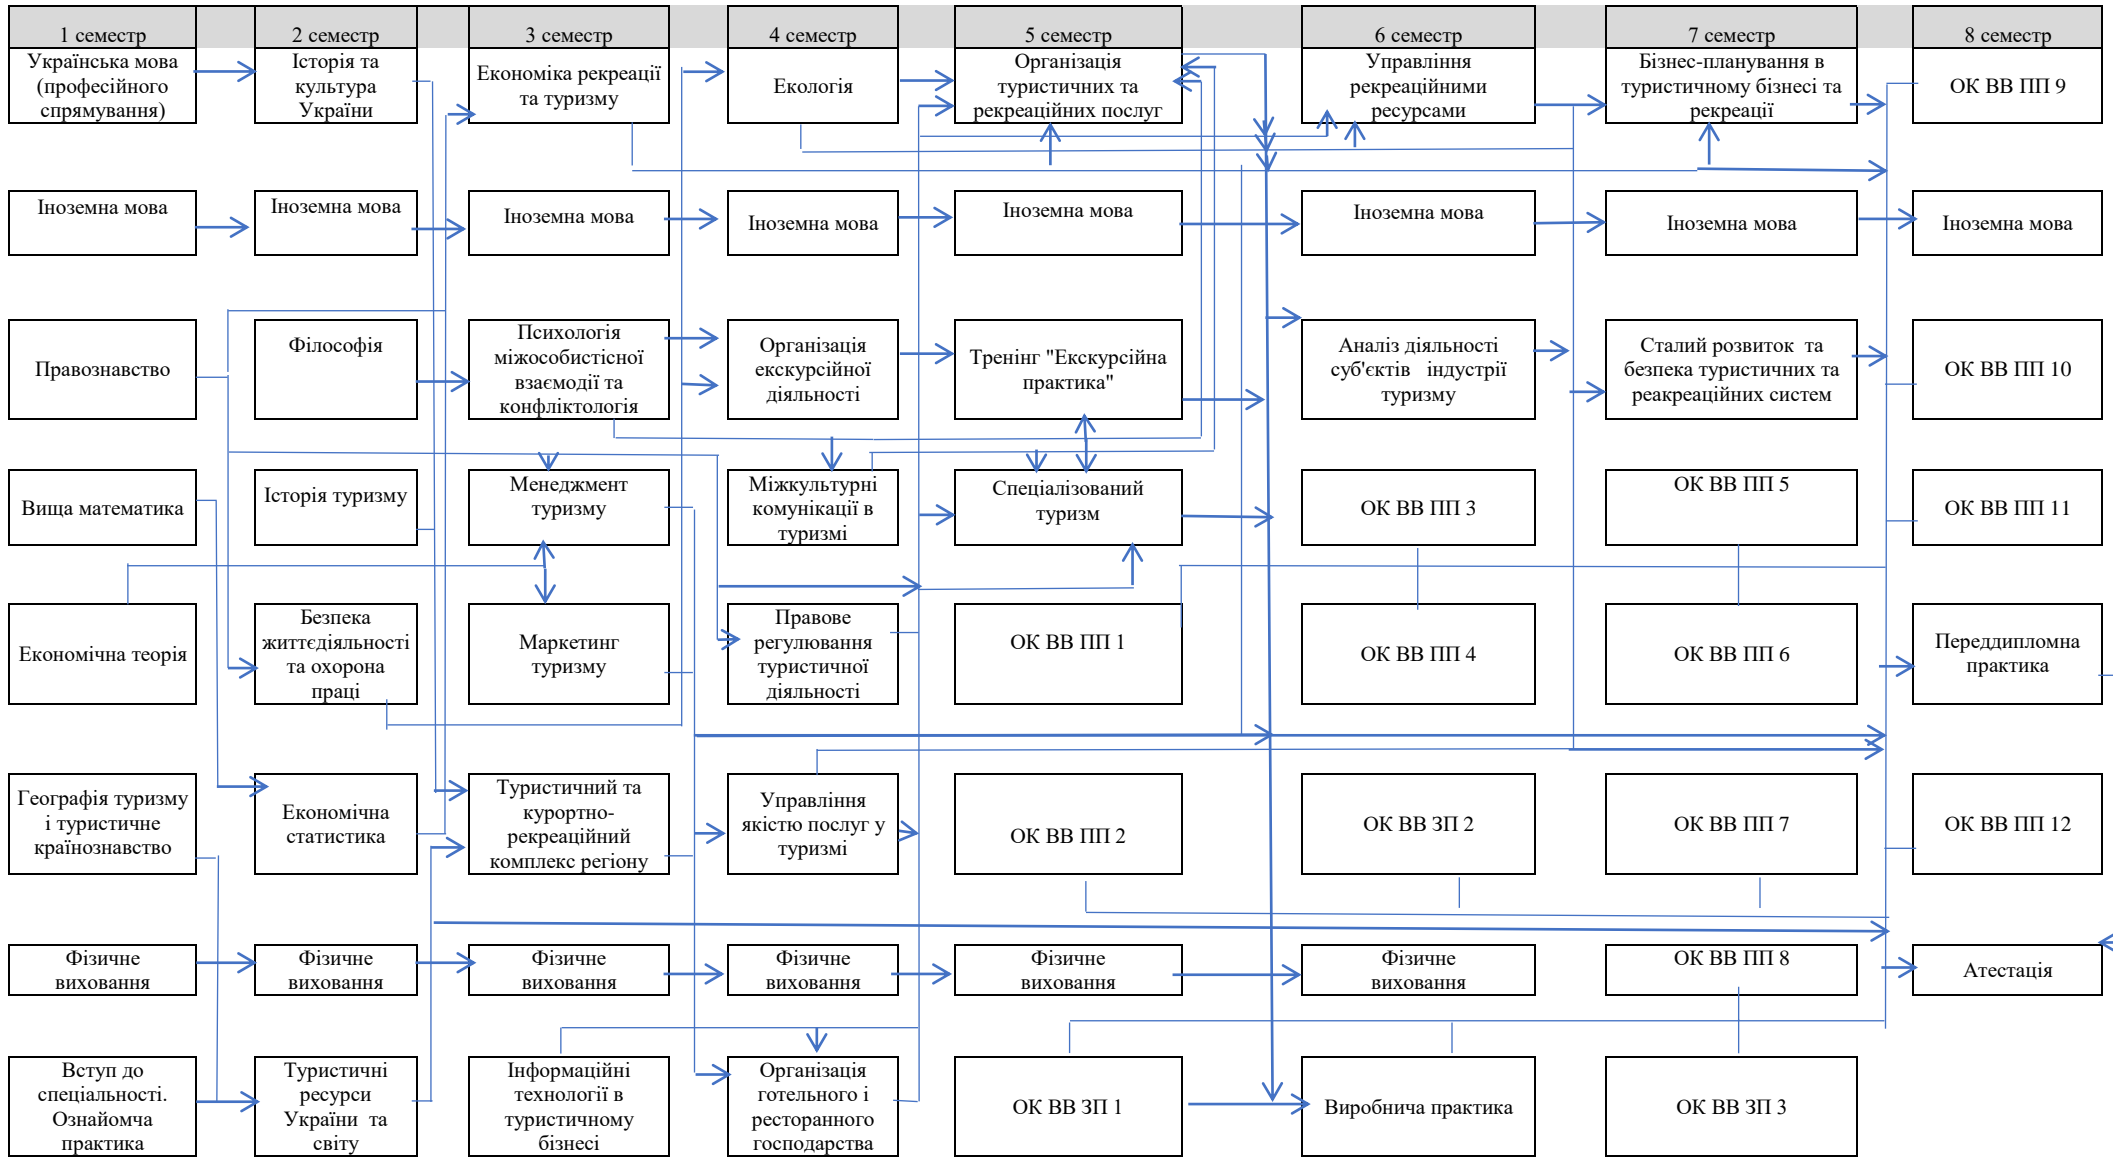 1 семестр
2 семестр
3 семестр
4 семестр
5 семестр
6 семестр
7 семестр
8 семестр
Українська мова
(професійного
спрямування)
Історія та
культура
України
Економіка рекреації
та туризму
Екологія
Організація
туристичних та
рекреаційних послуг
Управління
рекреаційними
ресурсами
Бізнес-планування в
туристичному бізнесі та
рекреації
ОК ВВ ПП 9
Іноземна мова
Іноземна мова
Іноземна мова
Іноземна мова
Іноземна мова
Іноземна мова
Іноземна мова
Іноземна мова
Правознавство
Філософія
Психологія
міжособистісної
взаємодії та
конфліктологія
Організація
екскурсійної
діяльності
Тренінг "Екскурсійна
практика"
Аналіз діяльності
суб'єктів індустрії
туризму
Сталий розвиток та
безпека туристичних та
реакреаційних систем
ОК ВВ ПП 10
Вища математика
Історія туризму
Менеджмент
туризму
Міжкультурні
комунікації в
туризмі
Спеціалізований
туризм
ОК ВВ ПП 3
ОК ВВ ПП 5
ОК ВВ ПП 11
Економічна теорія
Безпека
життєдіяльності
та охорона
праці
Маркетинг
туризму
Правове
регулювання
туристичної
діяльності
ОК ВВ ПП 1
ОК ВВ ПП 4
ОК ВВ ПП 6
Переддипломна
практика
Географія туризму
і туристичне
країнознавство
Економічна
статистика
Туристичний та
курортно-
рекреаційний
комплекс регіону
Управління
якістю послуг у
туризмі
ОК ВВ ПП 2
ОК ВВ ЗП 2
ОК ВВ ПП 7
ОК ВВ ПП 12
Фізичне
виховання
Фізичне
виховання
Фізичне
виховання
Фізичне
виховання
Фізичне
виховання
Фізичне
виховання
ОК ВВ ПП 8
Атестація
Вступ до
спеціальності.
Ознайомча
практика
Туристичні
ресурси
України та
світу
Інформаційні
технології в
туристичному
бізнесі
Організація
готельного і
ресторанного
господарства
ОК ВВ ЗП 1
Виробнича практика
ОК ВВ ЗП 3